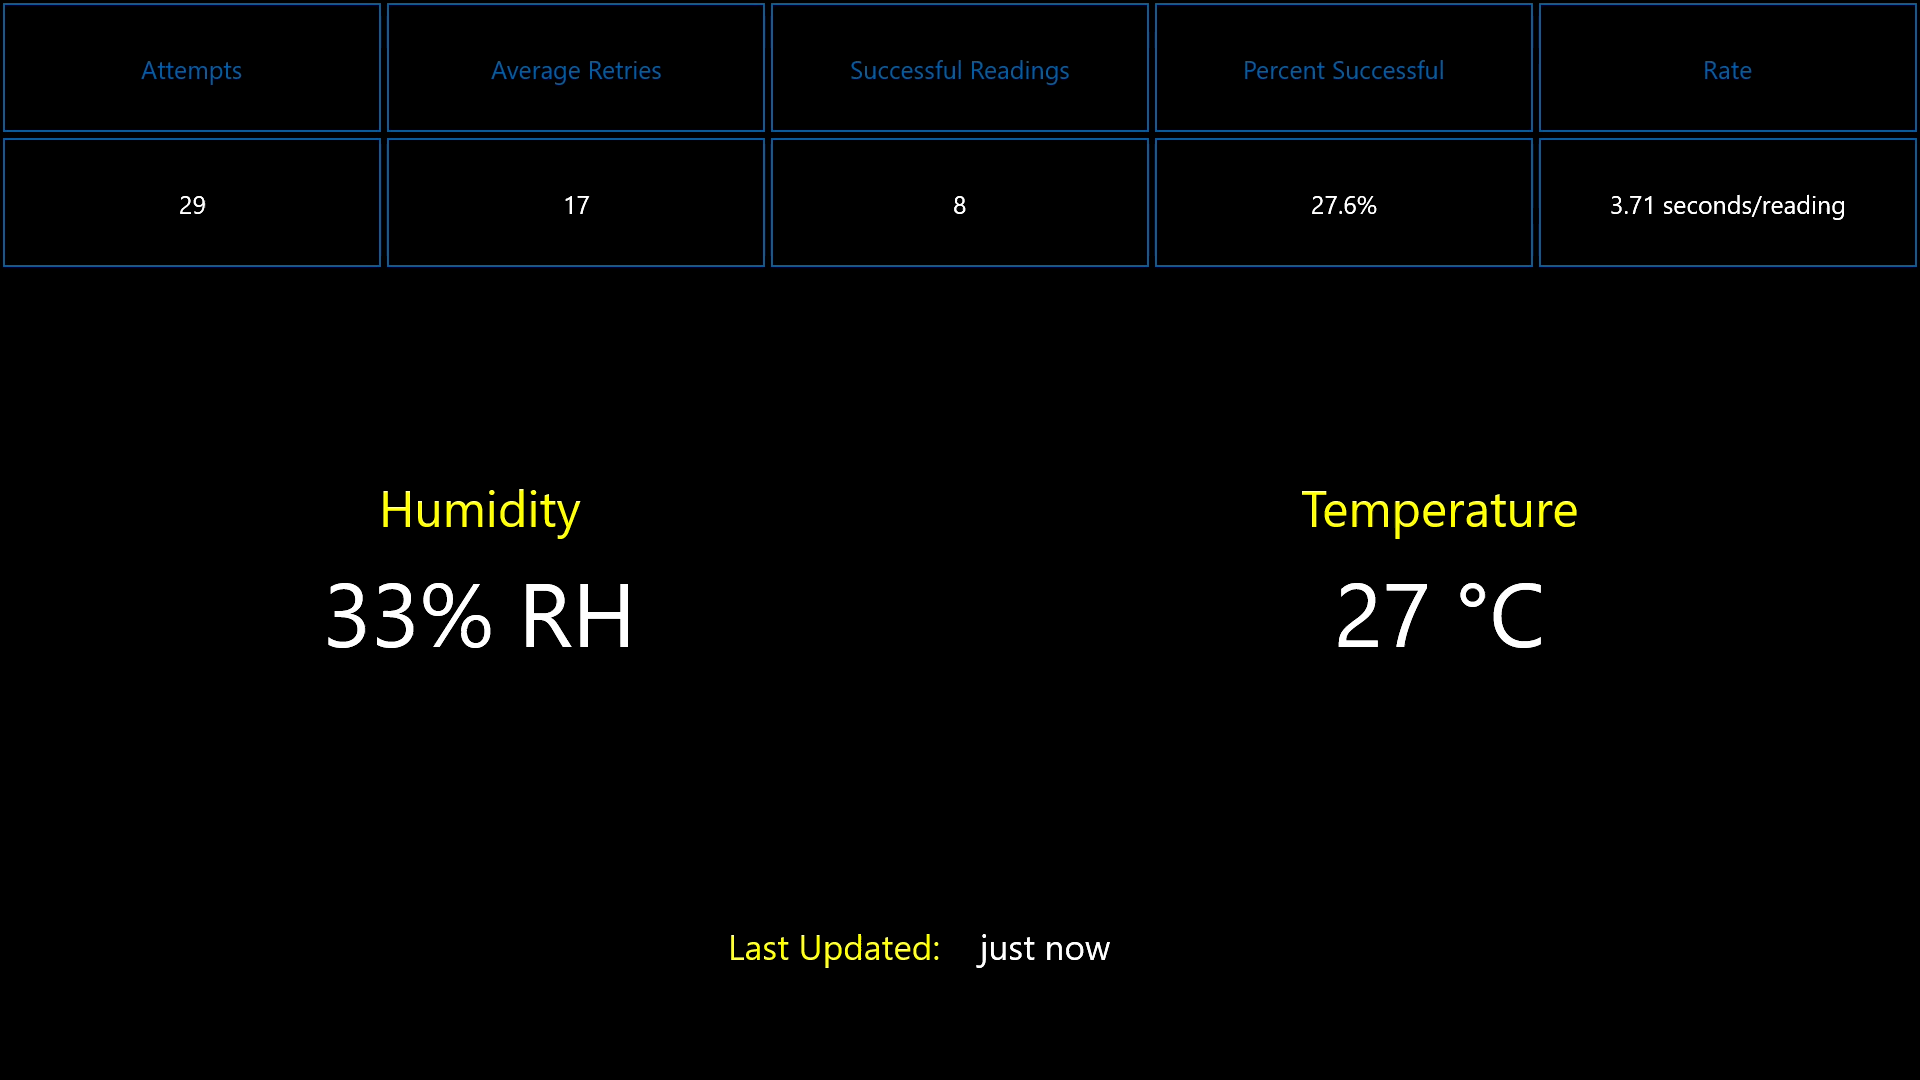 Attempts Average Retries Successful Readings Percent Successful Rate
29 17 8 27.6% 3.71 seconds/reading
Humidity Temperature
33% RH 27 °C
Last Updated: just now